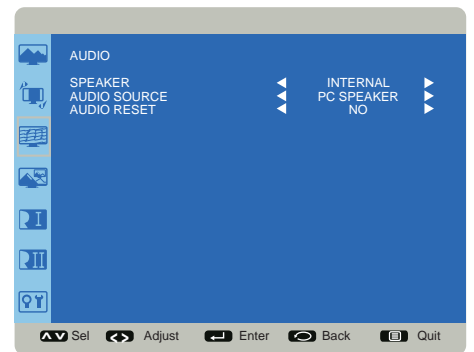 AUDIO
SPEAKER INTERNAL
AUDIO SOURCE PC SPEAKER
AUDIO RESET NO
Sel Adjust Enter Back Quit